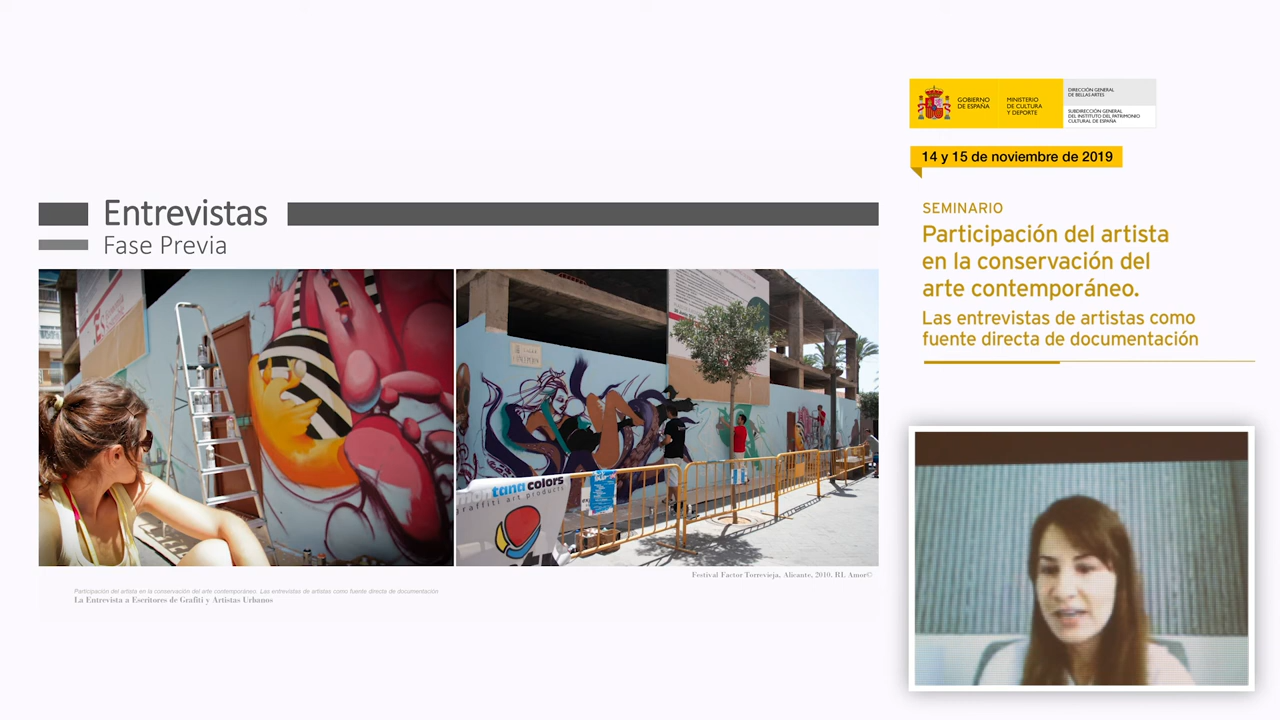 Entrevistas
Fase Previa
montana colors
graffiti art products
Festival Factor Torrevieja, Alicante, 2010. RL Amor©
Participación del artista en la conservación del arte contemporáneo. Las entrevistas de artistas como fuente directa de documentación
La Entrevista a Escritores de Grafiti y Artistas Urbanos
GOBIERNO
DE ESPAÑA
MINISTERIO
DE CULTURA
Y DEPORTE
DIRECCIÓN GENERAL
DE BELLAS ARTES
SUBDIRECCIÓN GENERAL
DEL INSTITUTO DEL PATRIMONIO
CULTURAL DE ESPAÑA
14 y 15 de noviembre de 2019
SEMINARIO
Participación del artista
en la conservación del
arte contemporáneo.
Las entrevistas de artistas como
fuente directa de documentación